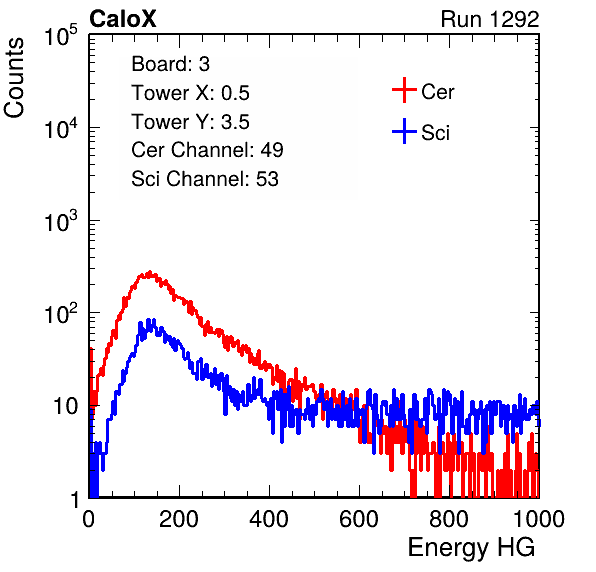 CaloX Run 1292
Counts
10^5
10^4
10^3
10^2
10
1
Board: 3
Tower X: 0.5
Tower Y: 3.5
Cer Channel: 49
Sci Channel: 53
Cer
Sci
0 200 400 600 800 1000
Energy HG